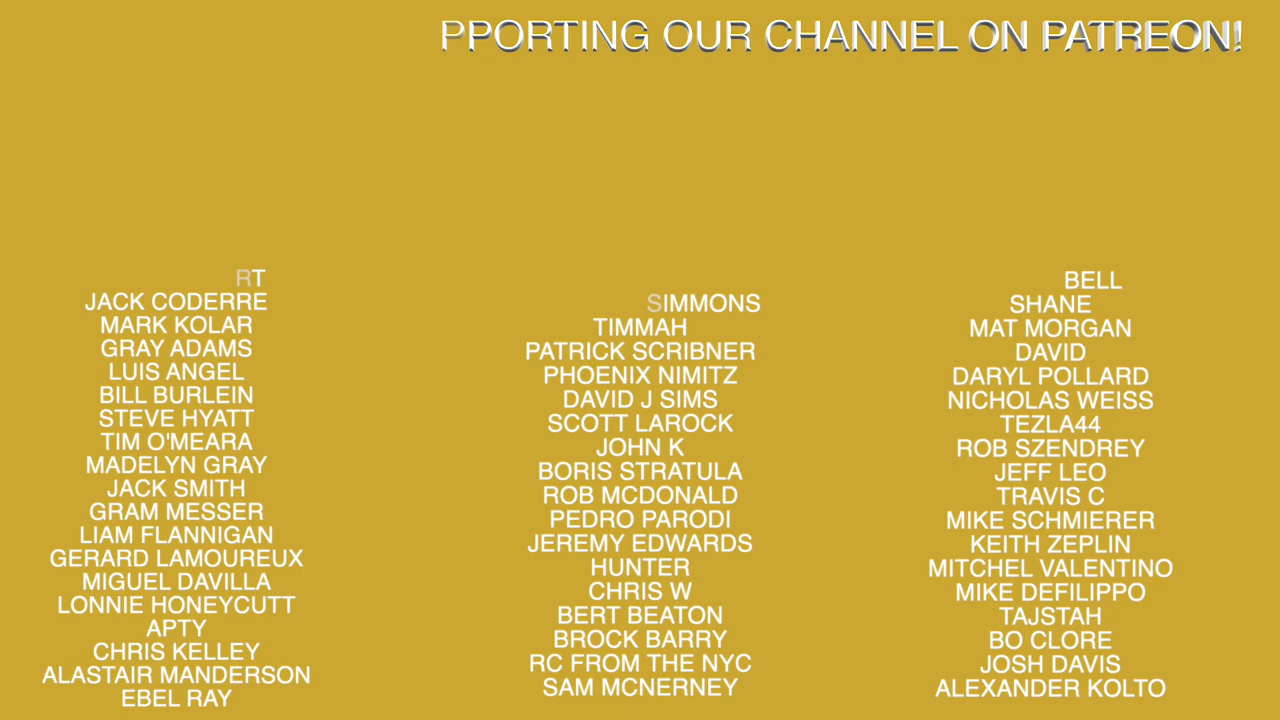 PPORTING OUR CHANNEL ON PATREON!
RT
JACK CODERRE
MARK KOLAR
GRAY ADAMS
LUIS ANGEL
BILL BURLEIN
STEVE HYATT
TIM O'MEARA
MADELYN GRAY
JACK SMITH
GRAM MESSER
LIAM FLANNIGAN
GERARD LAMOUREUX
MIGUEL DAVILLA
LONNIE HONEYCUTT
APTY
CHRIS KELLEY
ALASTAIR MANDERSON
EBEL RAY
SIMMONS
TIMMAH
PATRICK SCRIBNER
PHOENIX NIMITZ
DAVID J SIMS
SCOTT LAROCK
JOHN K
BORIS STRATULA
ROB MCDONALD
PEDRO PARODI
JEREMY EDWARDS
HUNTER
CHRIS W
BERT BEATON
BROCK BARRY
RC FROM THE NYC
SAM MCNERNEY
BELL
SHANE
MAT MORGAN
DAVID
DARYL POLLARD
NICHOLAS WEISS
TEZLA44
ROB SZENDREY
JEFF LEO
TRAVIS C
MIKE SCHMIERER
KEITH ZEPLIN
MITCHEL VALENTINO
MIKE DEFILIPPO
TAJSTAH
BO CLORE
JOSH DAVIS
ALEXANDER KOLTO